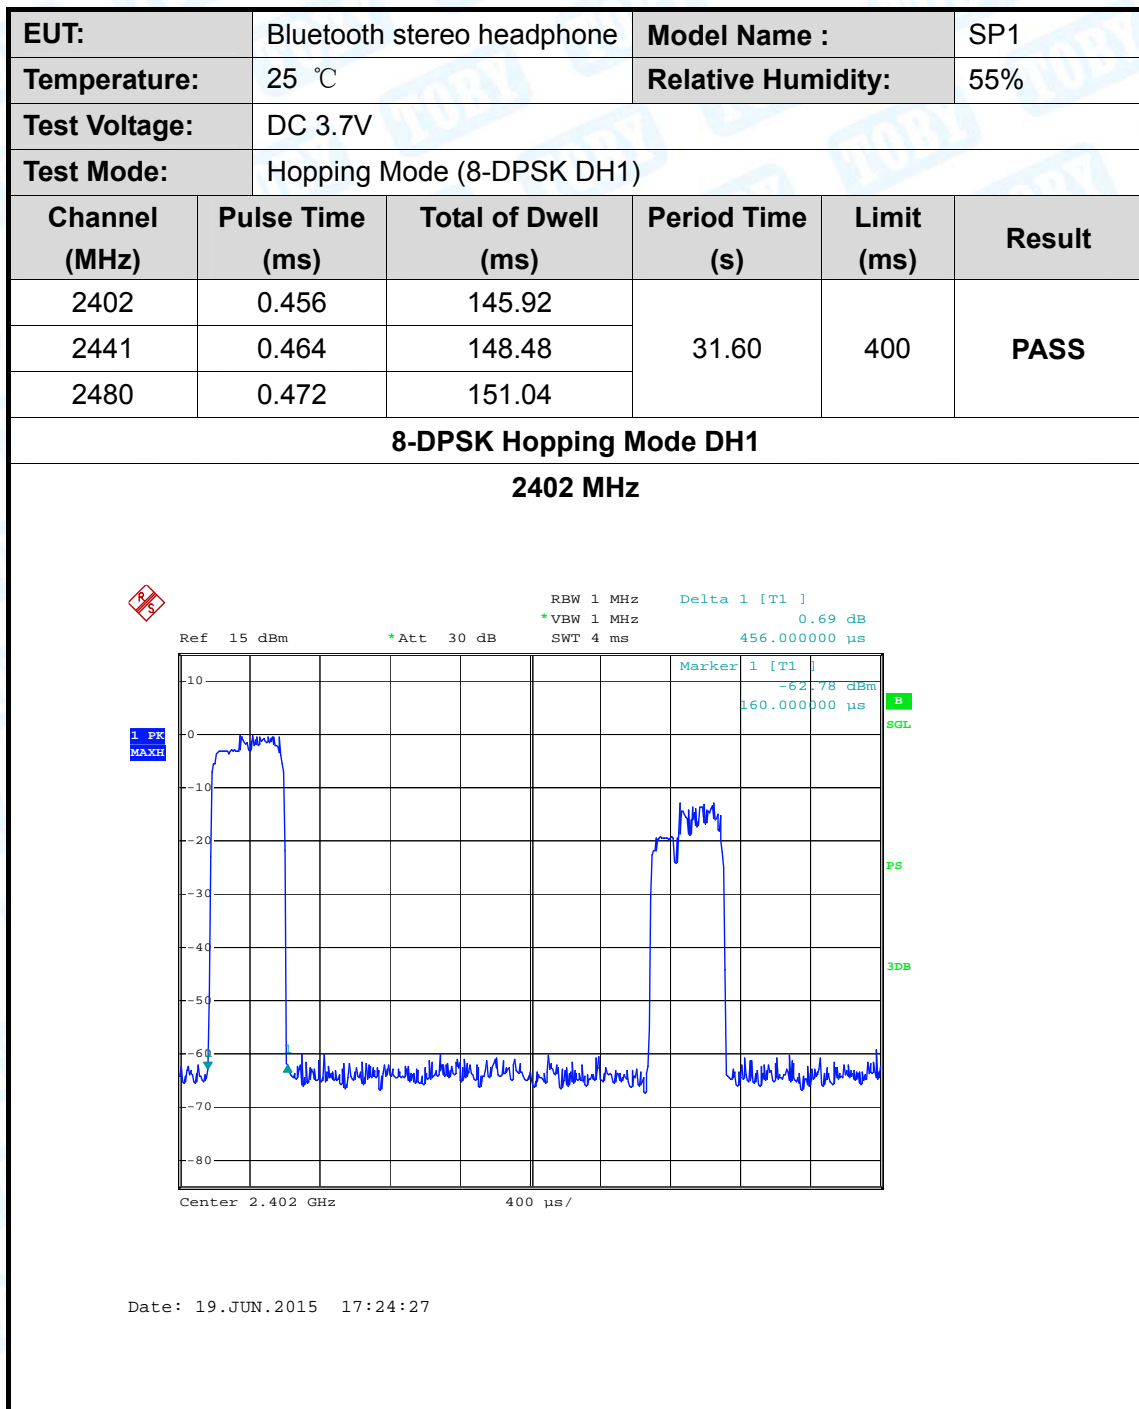 EUT: Bluetooth stereo headphone Model Name : SP1
Temperature: 25 ℃ Relative Humidity: 55%
Test Voltage: DC 3.7V
Test Mode: Hopping Mode (8-DPSK DH1)
Channel (MHz) Pulse Time (ms) Total of Dwell (ms) Period Time (s) Limit (ms) Result
2402 0.456 145.92
2441 0.464 148.48 31.60 400 PASS
2480 0.472 151.04
8-DPSK Hopping Mode DH1
2402 MHz
R S
RBW 1 MHz Delta 1 [T1 ]
*VBW 1 MHz 0.69 dB
Ref 15 dBm *Att 30 dB SWT 4 ms 456.000000 µs
Marker 1 [T1 ]
10 -62.78 dBm
160.000000 µs B
SGL
1 PK 0
MAXH
-10
-20
PS
-30
-40
3DB
-50
-60 1
-70
-80
Center 2.402 GHz 400 µs/
Date: 19.JUN.2015 17:24:27
TOBY